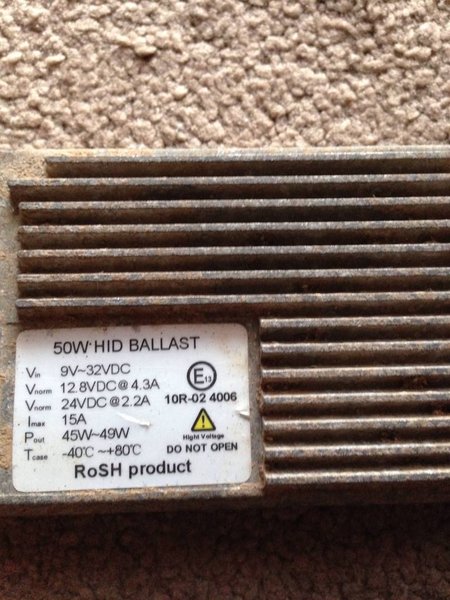 50W HID BALLAST
Vin 9V~32VDC
Vnorm 12.8VDC@4.3A
Vnorm 24VDC@2.2A
Imax 15A
Pout 45W~49W
Tcase -40℃~+80℃
E13
10R-02 4006
Hight Voltage
DO NOT OPEN
RoSH product